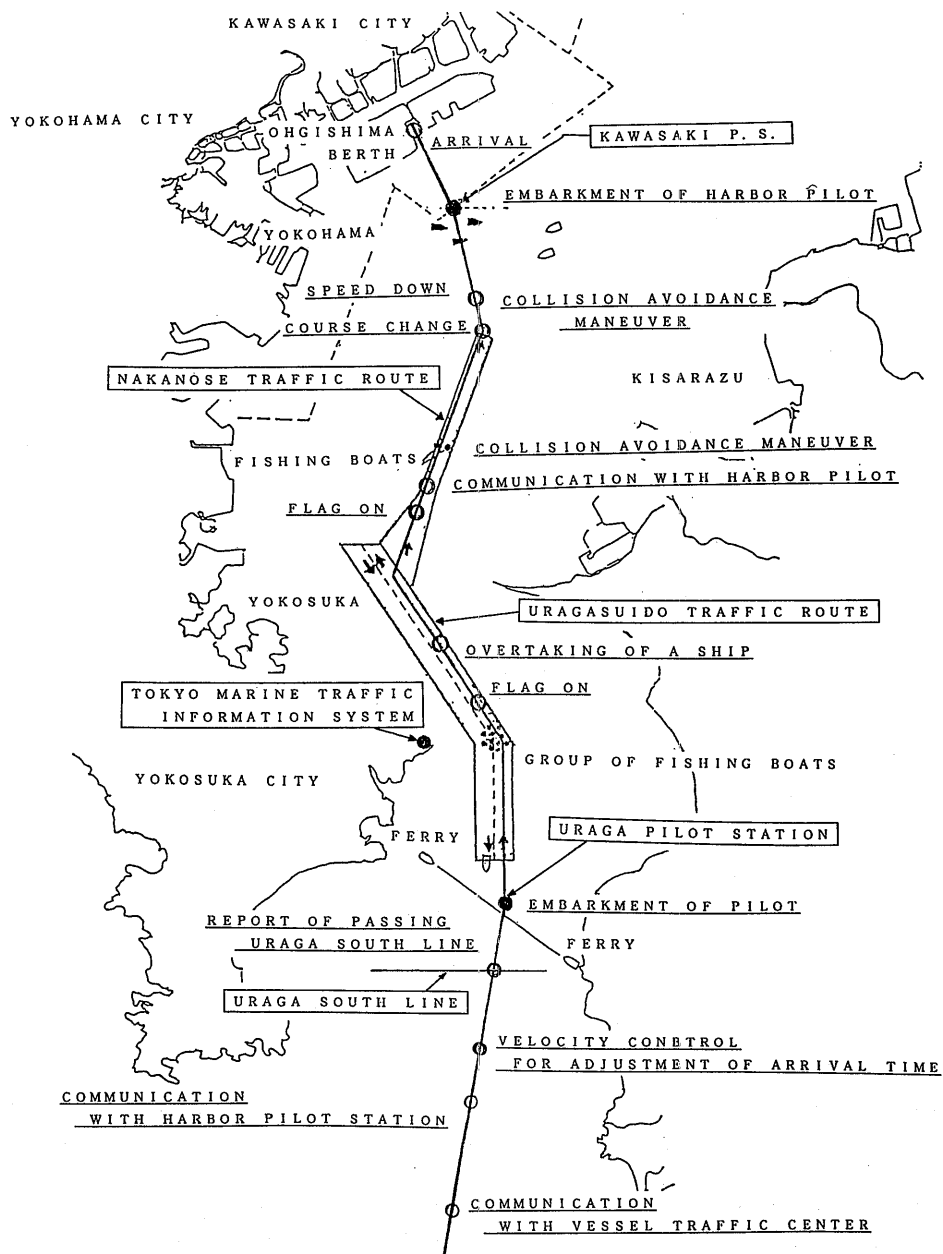 KAWASAKI CITY
YOKOHAMA CITY
OHGISHIMA
BERTH
ARRIVAL
KAWASAKI P. S.
EMBARKMENT OF HARBOR PILOT
YOKOHAMA
SPEED DOWN
COLLISION AVOIDANCE
MANEUVER
COURSE CHANGE
NAKANOSE TRAFFIC ROUTE
KISARAZU
COLLISION AVOIDANCE MANEUVER
FISHING BOATS
COMMUNICATION WITH HARBOR PILOT
FLAG ON
YOKOSUKA
URAGASUIDO TRAFFIC ROUTE
OVERTAKING OF A SHIP
FLAG ON
TOKYO MARINE TRAFFIC
INFORMATION SYSTEM
GROUP OF FISHING BOATS
YOKOSUKA CITY
FERRY
URAGA PILOT STATION
EMBARKMENT OF PILOT
REPORT OF PASSING
URAGA SOUTH LINE
FERRY
URAGA SOUTH LINE
VELOCITY CONBTROL
FOR ADJUSTMENT OF ARRIVAL TIME
COMMUNICATION
WITH HARBOR PILOT STATION
COMMUNICATION
WITH VESSEL TRAFFIC CENTER